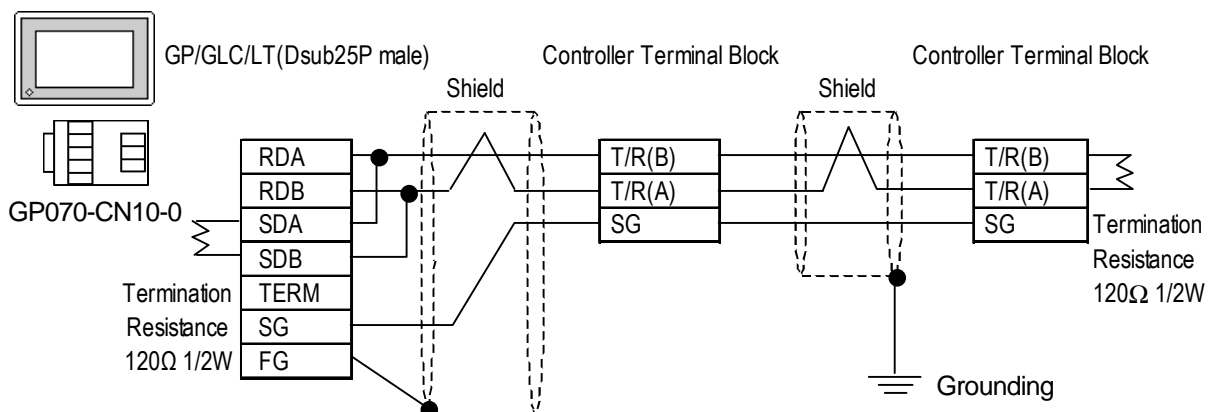 GP/GLC/LT(Dsub25P male)
Controller Terminal Block
Controller Terminal Block
Shield
Shield
GP070-CN10-0
RDA
RDB
SDA
SDB
TERM
SG
FG
Termination
Resistance
120Ω 1/2W
T/R(B)
T/R(A)
SG
T/R(B)
T/R(A)
SG
Termination
Resistance
120Ω 1/2W
Grounding